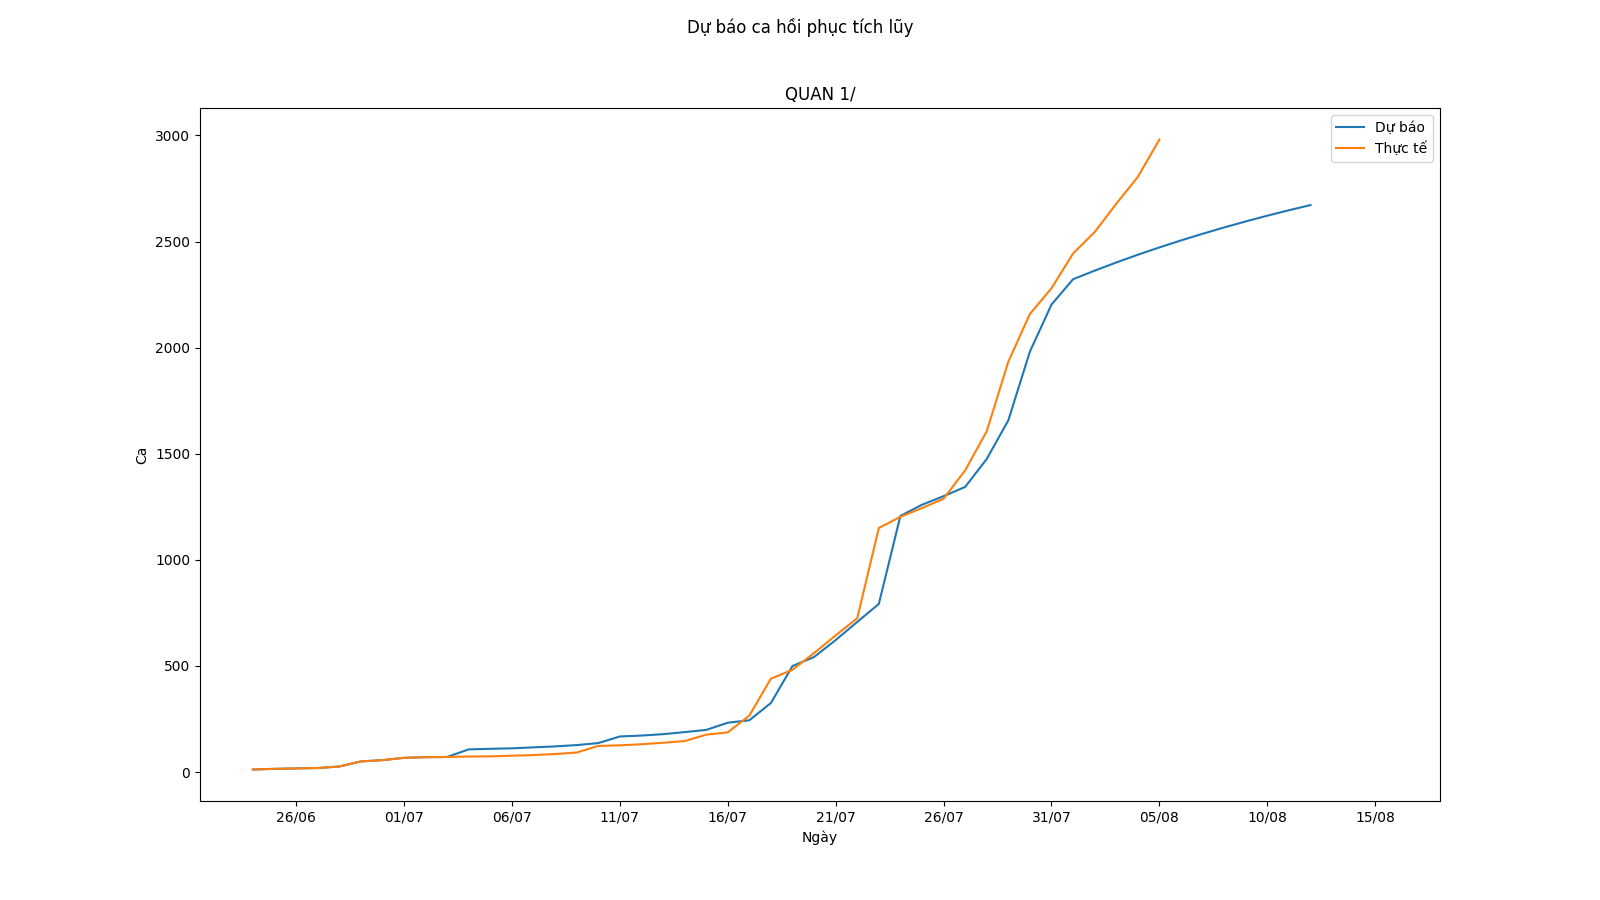 Dự báo ca hồi phục tích lũy
QUAN 1/
Dự báo
Thực tế
3000
2500
2000
1500
1000
500
0
Ca
26/06 01/07 06/07 11/07 16/07 21/07 26/07 31/07 05/08 10/08 15/08
Ngày